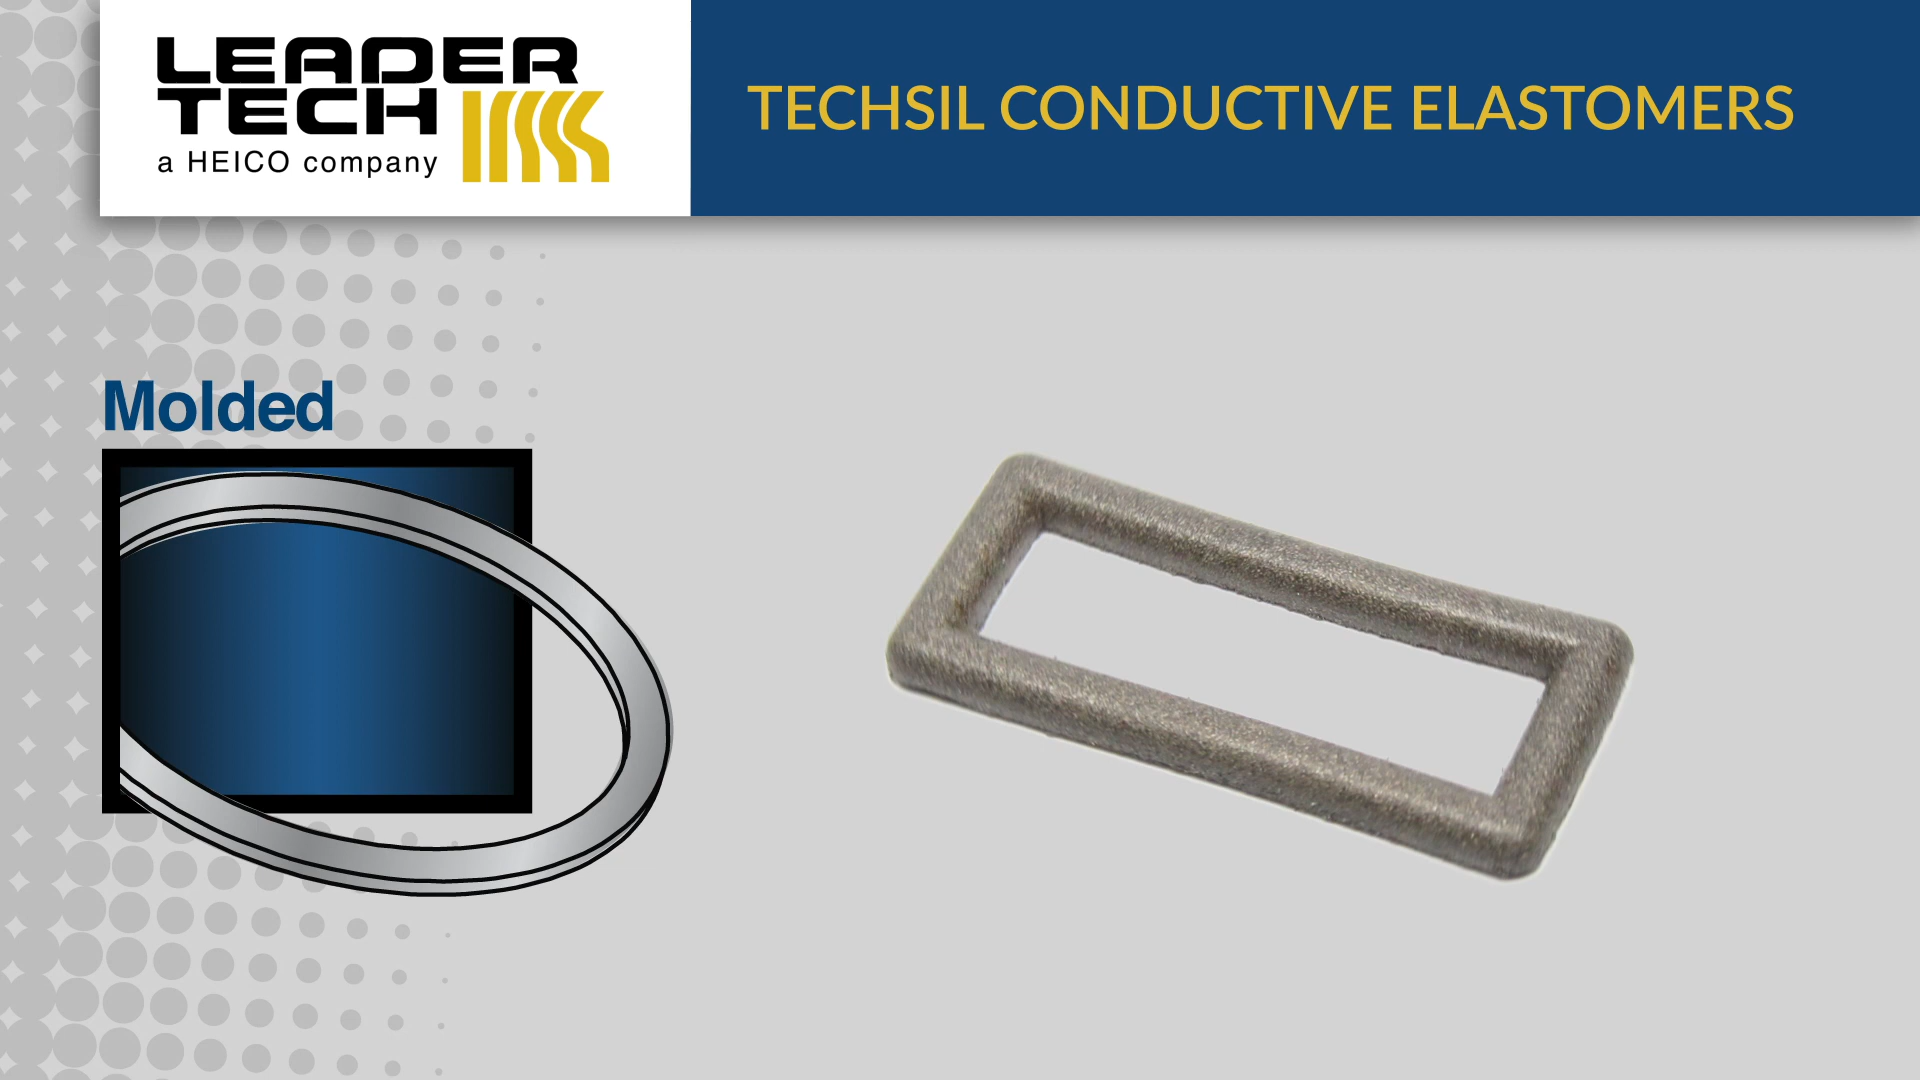 LEADER
TECH
a HEICO company
TECHSIL CONDUCTIVE ELASTOMERS
Molded